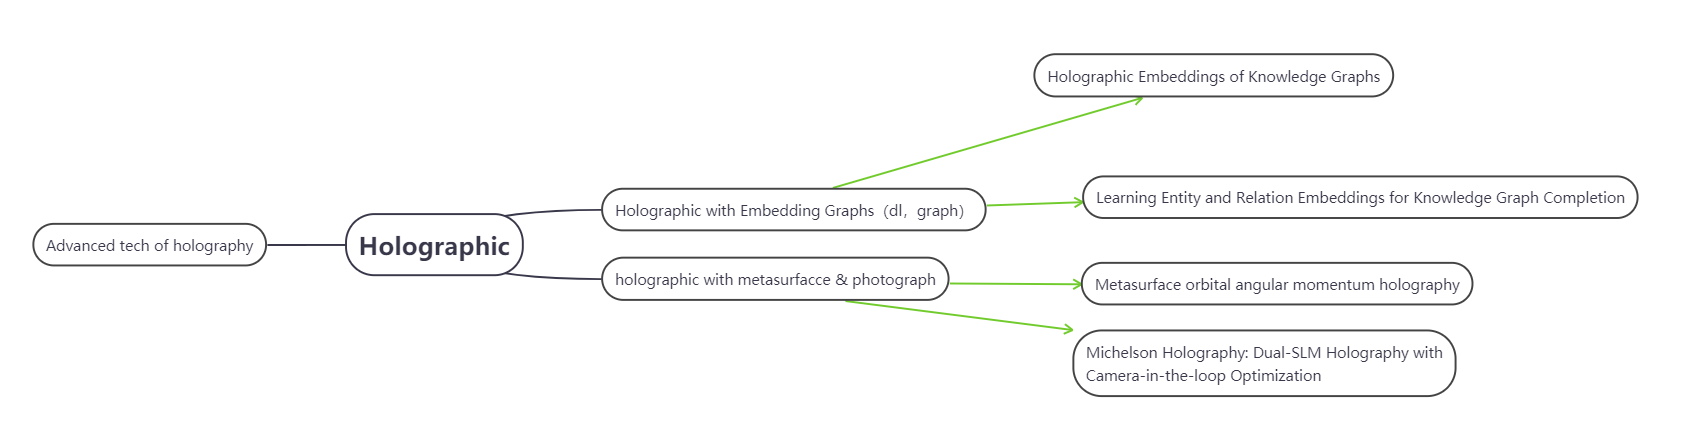 Holographic Embeddings of Knowledge Graphs
Learning Entity and Relation Embeddings for Knowledge Graph Completion
Holographic with Embedding Graphs（dl，graph）
Advanced tech of holography
Holographic
holographic with metasurfacce & photograph
Metasurface orbital angular momentum holography
Michelson Holography: Dual-SLM Holography with
Camera-in-the-loop Optimization